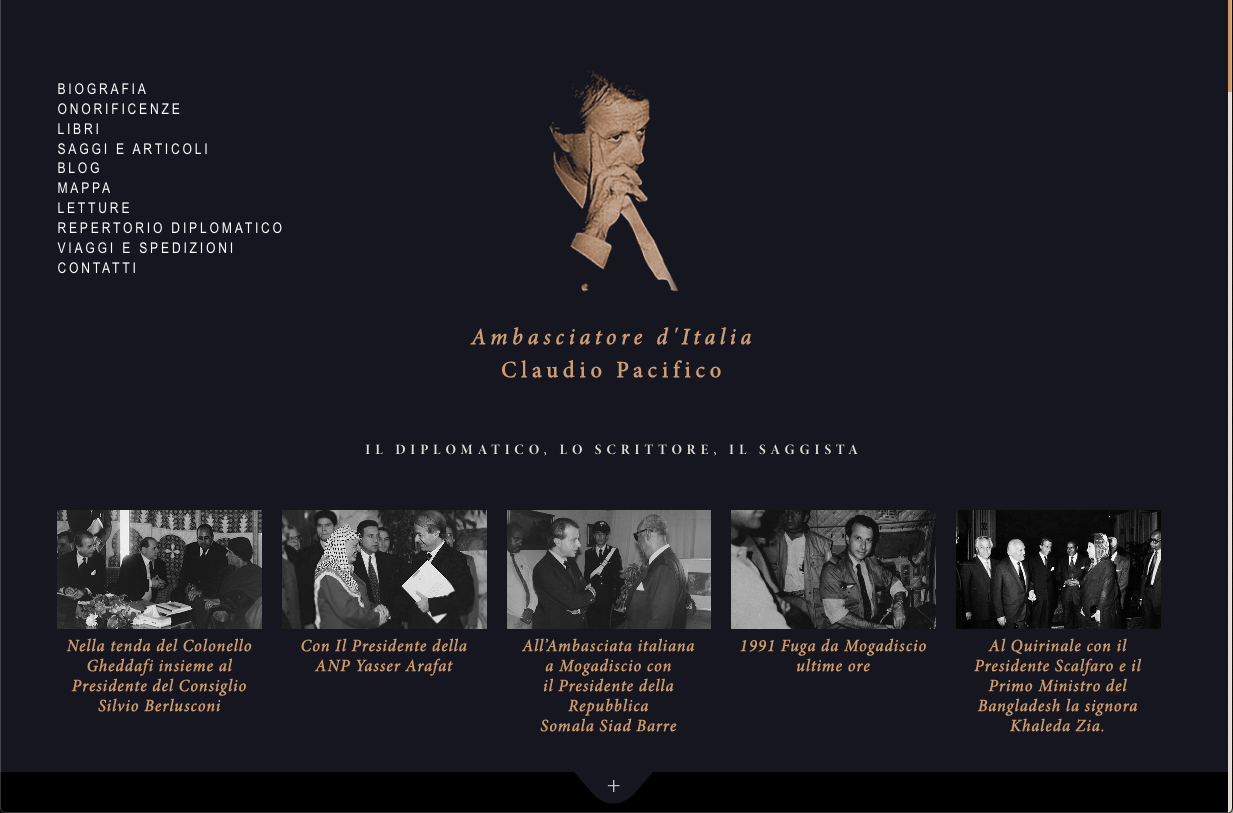 BIOGRAFIA
ONORIFICENZE
LIBRI
SAGGI E ARTICOLI
BLOG
MAPPA
LETTURE
REPERTORIO DIPLOMATICO
VIAGGI E SPEDIZIONI
CONTATTI
Ambasciatore d'Italia
Claudio Pacifico
IL DIPLOMATICO, LO SCRITTORE, IL SAGGISTA
Nella tenda del Colonello
Gheddafi insieme al
Presidente del Consiglio
Silvio Berlusconi
Con Il Presidente della
ANP Yasser Arafat
All’Ambasciata italiana
a Mogadiscio con
il Presidente della
Repubblica
Somala Siad Barre
1991 Fuga da Mogadiscio
ultime ore
Al Quirinale con il
Presidente Scalfaro e il
Primo Ministro del
Bangladesh la signora
Khaleda Zia.
+